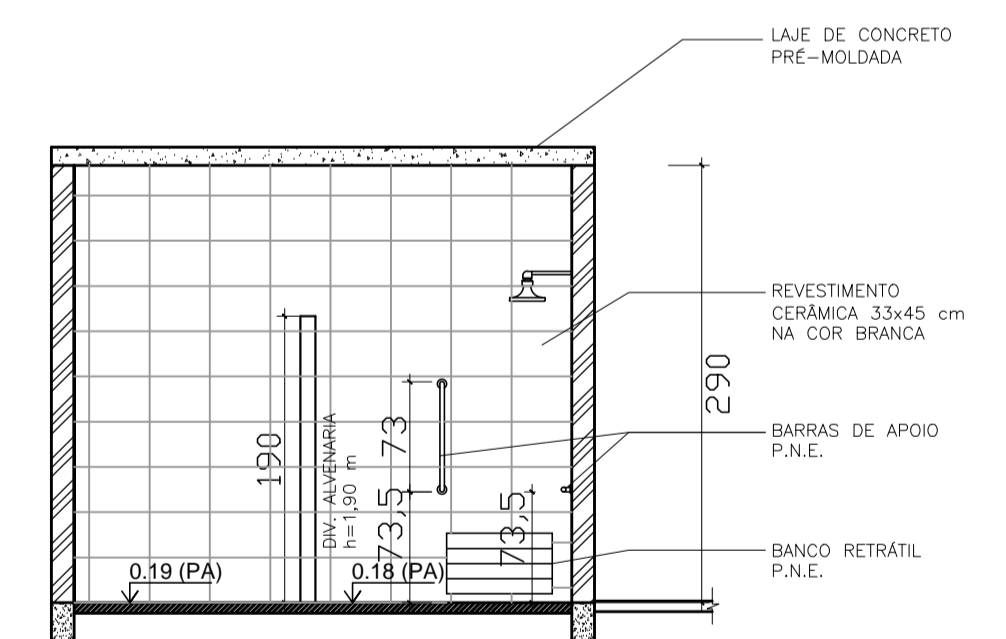 LAJE DE CONCRETO
PRÉ-MOLDADA
REVESTIMENTO
CERÂMICA 33x45 cm
NA COR BRANCA
290
190
DIV. ALVENARIA
h=1,90 m
73
73,5
73,5
BARRAS DE APOIO
P.N.E.
BANCO RETRÁTIL
P.N.E.
0.19 (PA)
0.18 (PA)